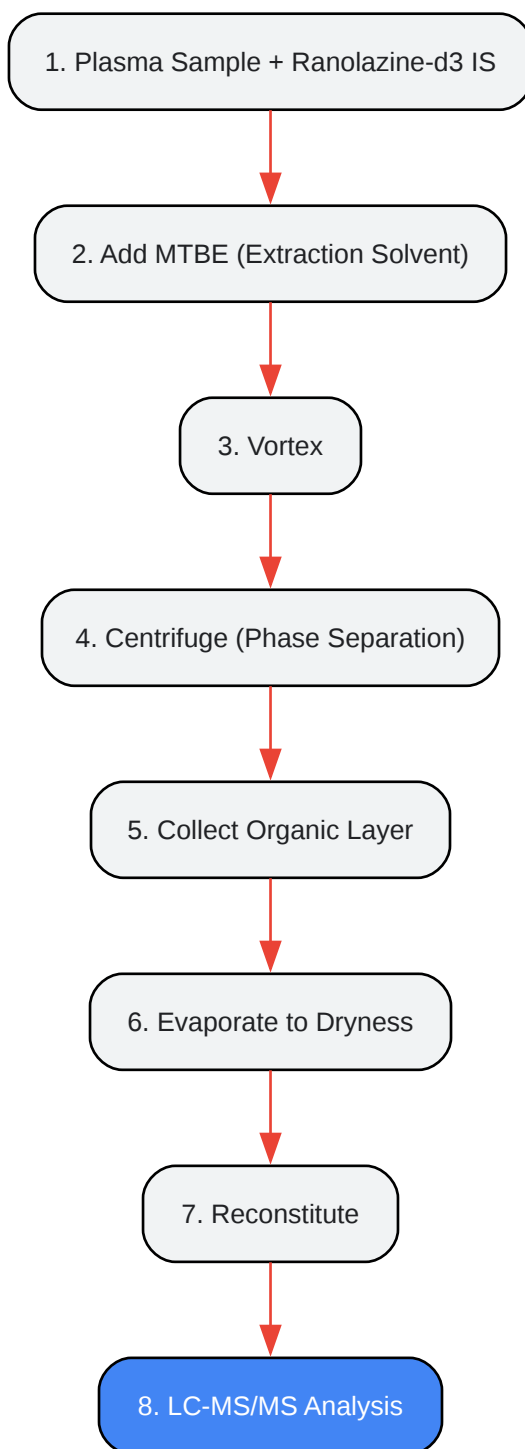 1. Plasma Sample + Ranolazine-d3 IS
2. Add MTBE (Extraction Solvent)
3. Vortex
4. Centrifuge (Phase Separation)
5. Collect Organic Layer
6. Evaporate to Dryness
7. Reconstitute
8. LC-MS/MS Analysis